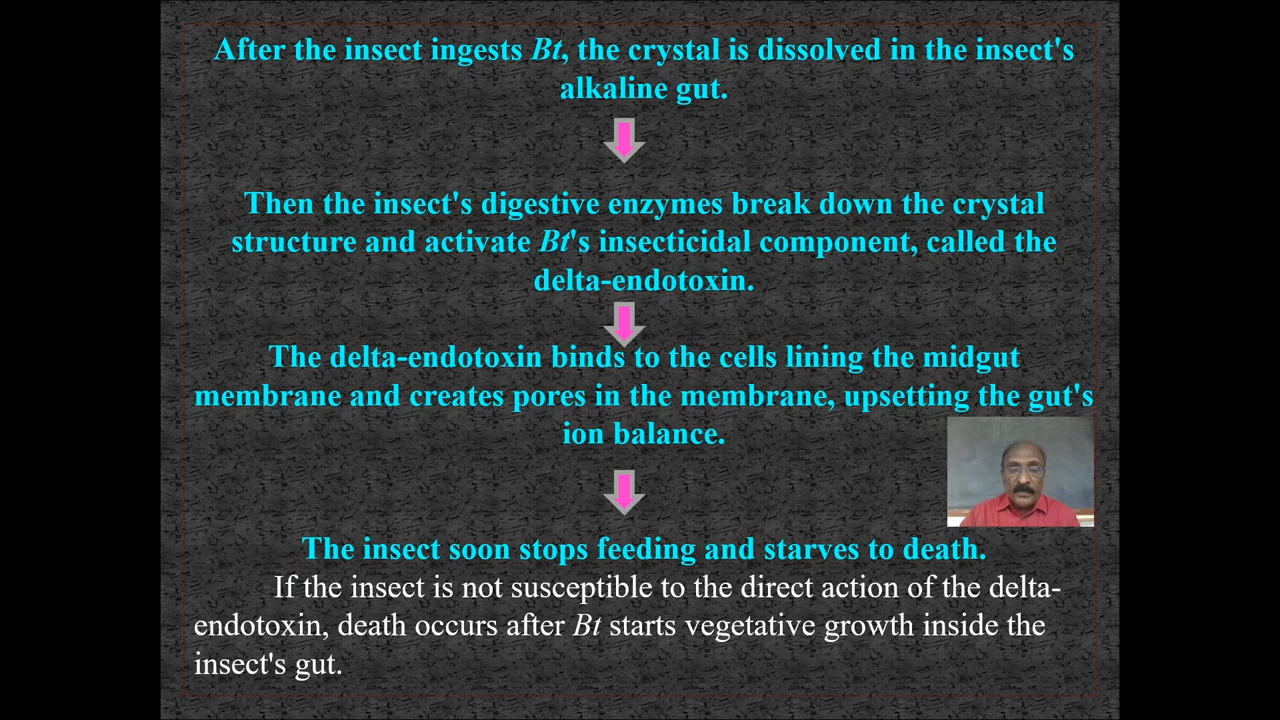 After the insect ingests Bt, the crystal is dissolved in the insect's
alkaline gut.
Then the insect's digestive enzymes break down the crystal
structure and activate Bt's insecticidal component, called the
delta-endotoxin.
The delta-endotoxin binds to the cells lining the midgut
membrane and creates pores in the membrane, upsetting the gut's
ion balance.
The insect soon stops feeding and starves to death.
If the insect is not susceptible to the direct action of the delta-
endotoxin, death occurs after Bt starts vegetative growth inside the
insect's gut.